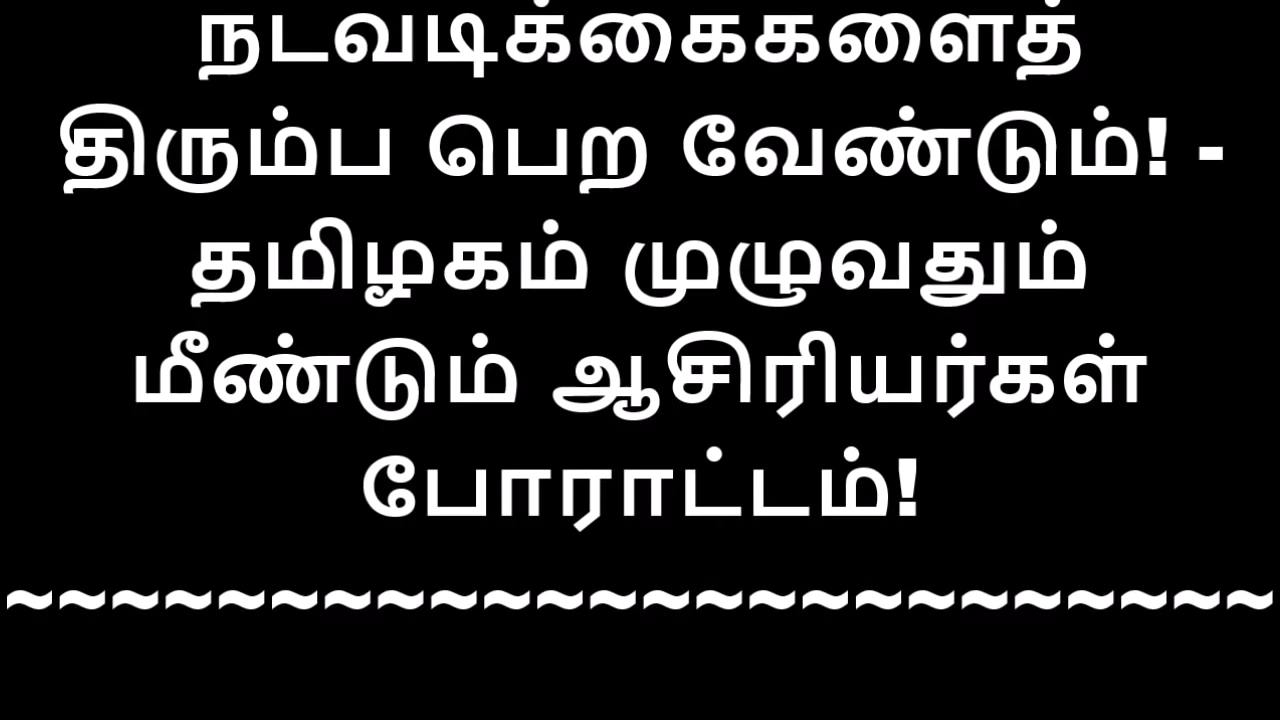 நடவடிக்கைகளைத்
திரும்ப பெற வேண்டும்! -
தமிழகம் முழுவதும்
மீண்டும் ஆசிரியர்கள்
போராட்டம்!
~~~~~~~~~~~~~~~~~~~~~~~~